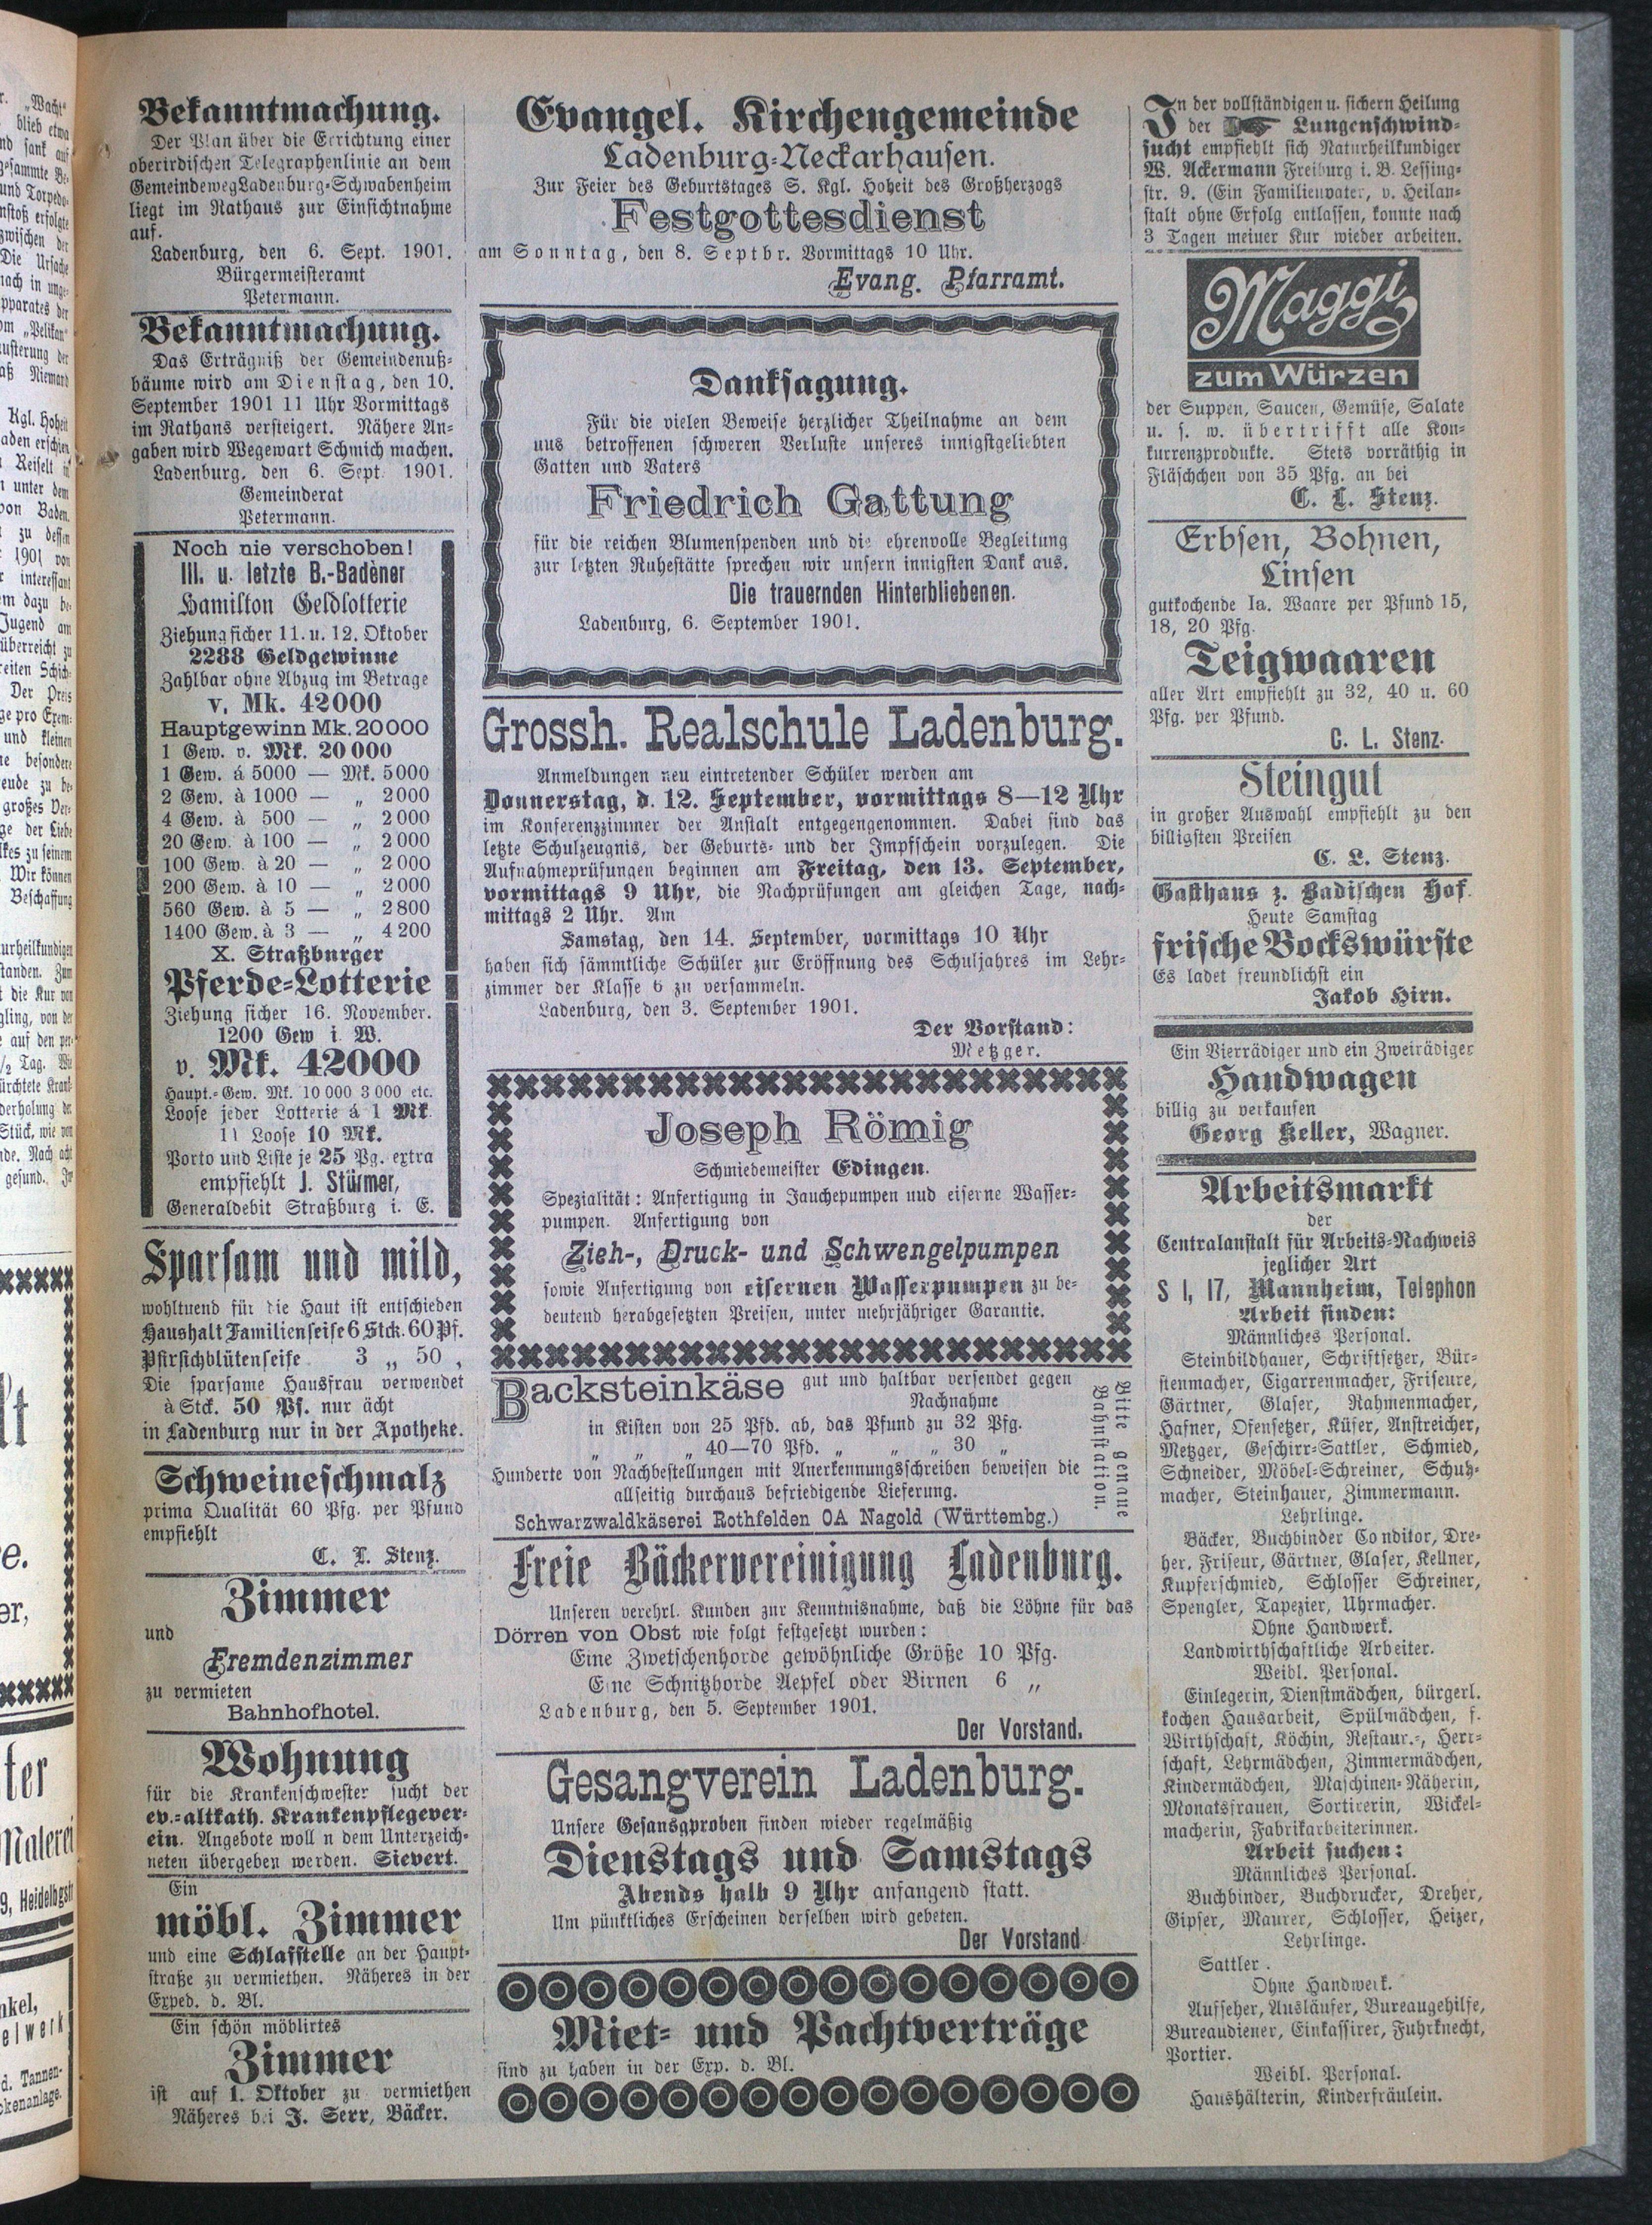 Bekanntmachung.
Der Plan über die Errichtung einer
oberirdischen Telegraphenlinie an dem
Gemeindeweg Ladenburg-Schwabenheim
liegt im Rathaus zur Einsichtnahme
auf.
Ladenburg, den 6. Sept. 1901.
Bürgermeisteramt
Petermann.
Bekanntmachung.
Das Erträgniß der Gemeindenuß-
bäume wird am Dienstag, den 10.
September 1901 11 Uhr Vormittags
im Rathaus versteigert. Nähere An-
gaben wird Wegewart Schmich machen.
Ladenburg, den 6. Sept. 1901.
Gemeinderat
Petermann.
Noch nie verschoben!
III. u. letzte B.-Badener
Hamilton Geldlotterie
Ziehung sicher 11. u. 12. Oktober
2288 Geldgewinne
Zahlbar ohne Abzug im Betrage
v. Mk. 42000
Hauptgewinn Mk. 20000
1 Gew. v. Mk. 20000
1 Gew. á 5000 — Mk. 5000
2 Gew. à 1000 — „ 2000
4 Gew. à 500 — „ 2000
20 Gew. à 100 — „ 2000
100 Gew. à 20 — „ 2000
200 Gew. à 10 — „ 2000
560 Gew. à 5 — „ 2800
1400 Gew. à 3 — „ 4200
X. Straßburger
Pferde-Lotterie
Ziehung sicher 16. November.
1200 Gew i. W.
v. Mk. 42000
Haupt.-Gew. Mk. 10000 3000 etc.
Loose jeder Lotterie á 1 Mk.
11 Loose 10 Mk.
Porto und Liste je 25 Pg. extra
empfiehlt J. Stürmer,
Generaldebit Straßburg i. E.
Sparsam und mild,
wohltuend für die Haut ist entschieden
Haushalt Familienseife 6 Stck. 60 Pf.
Pfirsichblütenseife 3 „ 50 „
Die sparsame Hausfrau verwendet
à Stck. 50 Pf. nur ächt
in Ladenburg nur in der Apotheke.
Schweineschmalz
prima Qualität 60 Pfg. per Pfund
empfiehlt
C. L. Stenz.
Zimmer
und
Fremdenzimmer
zu vermieten
Bahnhofhotel.
Wohnung
für die Krankenschwester sucht der
ev.-altkath. Krankenpflegever-
ein. Angebote woll n dem Unterzeich-
neten übergeben werden. Sievert.
Ein
möbl. Zimmer
und eine Schlafstelle an der Haupt-
straße zu vermiethen. Näheres in der
Exped. d. Bl.
Ein schön möblirtes
Zimmer
ist auf 1. Oktober zu vermiethen
Näheres bei J. Serr, Bäcker.
Evangel. Kirchengemeinde
Ladenburg-Neckarhausen.
Zur Feier des Geburtstages S. Kgl. Hoheit des Großherzogs
Festgottesdienst
am Sonntag, den 8. Septbr. Vormittags 10 Uhr.
Evang. Pfarramt.
Danksagung.
Für die vielen Beweise herzlicher Theilnahme an dem
uns betroffenen schweren Verluste unseres innigstgeliebten
Gatten und Vaters
Friedrich Gattung
für die reichen Blumenspenden und die ehrenvolle Begleitung
zur letzten Ruhestätte sprechen wir unsern innigsten Dank aus.
Die trauernden Hinterbliebenen.
Ladenburg, 6. September 1901.
Grossh. Realschule Ladenburg.
Anmeldungen neu eintretender Schüler werden am
Donnerstag, d. 12. September, vormittags 8—12 Uhr
im Konferenzzimmer der Anstalt entgegengenommen. Dabei sind das
letzte Schulzeugnis, der Geburts- und der Impfschein vorzulegen. Die
Aufnahmeprüfungen beginnen am Freitag, den 13. September,
vormittags 9 Uhr, die Nachprüfungen am gleichen Tage, nach-
mittags 2 Uhr. Am
Samstag, den 14. September, vormittags 10 Uhr
haben sich sämmtliche Schüler zur Eröffnung des Schuljahres im Lehr-
zimmer der Klasse 6 zu versammeln.
Ladenburg, den 3. September 1901.
Der Vorstand:
Metzger.
Joseph Römig
Schmiedemeister Edingen.
Spezialität: Anfertigung in Jauchepumpen und eiserne Wasser-
pumpen. Anfertigung von
Zieh-, Druck- und Schwengelpumpen
sowie Anfertigung von eisernen Wasserpumpen zu be-
deutend herabgesetzten Preisen, unter mehrjähriger Garantie.
Backsteinkäse gut und haltbar versendet gegen
Nachnahme
in Kisten von 25 Pfd. ab, das Pfund zu 32 Pfg.
„ „ „ 40—70 Pfd. „ „ „ 30 „
Hunderte von Nachbestellungen mit Anerkennungsschreiben beweisen die
allseitig durchaus befriedigende Lieferung.
Schwarzwaldkäserei Rothfelden OA Nagold (Württembg.)
Bitte genaue
Bahnstation.
Freie Bäckervereinigung Ladenburg.
Unseren verehrl. Kunden zur Kenntnisnahme, daß die Löhne für das
Dörren von Obst wie folgt festgesetzt wurden:
Eine Zwetschenhorde gewöhnliche Größe 10 Pfg.
Eine Schnitzhorde Aepfel oder Birnen 6 „
Ladenburg, den 5. September 1901.
Der Vorstand.
Gesangverein Ladenburg.
Unsere Gesansgproben finden wieder regelmäßig
Dienstags und Samstags
Abends halb 9 Uhr anfangend statt.
Um pünktliches Erscheinen derselben wird gebeten.
Der Vorstand
Miet- und Pachtverträge
sind zu haben in der Exp. d. Bl.
In der vollständigen u. sichern Heilung
der Lungenschwind-
sucht empfiehlt sich Naturheilkundiger
W. Ackermann Freiburg i. B. Lessing-
str. 9. (Ein Familienvater, v. Heilan-
stalt ohne Erfolg entlassen, konnte nach
3 Tagen meiner Kur wieder arbeiten.
Maggi
zum Würzen
der Suppen, Saucen, Gemüse, Salate
u. s. w. übertrifft alle Kon-
kurrenzprodukte. Stets vorräthig in
Fläschchen von 35 Pfg. an bei
C. L. Stenz.
Erbsen, Bohnen,
Linsen
gutkochende Ia. Waare per Pfund 15,
18, 20 Pfg.
Teigwaaren
aller Art empfiehlt zu 32, 40 u. 60
Pfg. per Pfund.
C. L. Stenz.
Steingut
in großer Auswahl empfiehlt zu den
billigsten Preisen
C. L. Stenz.
Gasthaus z. Badischen Hof.
Heute Samstag
frische Bockswürste
Es ladet freundlichst ein
Jakob Hirn.
Ein Vierrädiger und ein Zweirädiger
Handwagen
billig zu verkaufen
Georg Keller, Wagner.
Arbeitsmarkt
der
Centralanstalt für Arbeits-Nachweis
jeglicher Art
S 1, 17, Mannheim, Telephon
Arbeit finden:
Männliches Personal.
Steinbildhauer, Schriftsetzer, Bür-
stenmacher, Cigarrenmacher, Friseure,
Gärtner, Glaser, Rahmenmacher,
Hafner, Ofensetzer, Küfer, Anstreicher,
Metzger, Geschirr-Sattler, Schmied,
Schneider, Möbel-Schreiner, Schuh-
macher, Steinhauer, Zimmermann.
Lehrlinge.
Bäcker, Buchbinder Conditor, Dre-
her. Friseur, Gärtner, Glaser, Kellner,
Kupferschmied, Schlosser Schreiner,
Spengler, Tapezier, Uhrmacher.
Ohne Handwerk.
Landwirthschaftliche Arbeiter.
Weibl. Personal.
Einlegerin, Dienstmädchen, bürgerl.
kochen Hausarbeit, Spülmädchen, f.
Wirthschaft, Köchin, Restaur.-, Herr-
schaft, Lehrmädchen, Zimmermädchen,
Kindermädchen, Maschinen-Näherin,
Monatsfrauen, Sortirerin, Wickel-
macherin, Fabrikarbeiterinnen.
Arbeit suchen:
Männliches Personal.
Buchbinder, Buchdrucker, Dreher,
Gipser, Maurer, Schlosser, Heizer,
Lehrlinge.
Sattler.
Ohne Handwerk.
Aufseher, Ausläufer, Bureaugehilfe,
Bureaudiener, Einkassirer, Fuhrknecht,
Portier.
Weibl. Personal.
Haushälterin, Kinderfräulein.